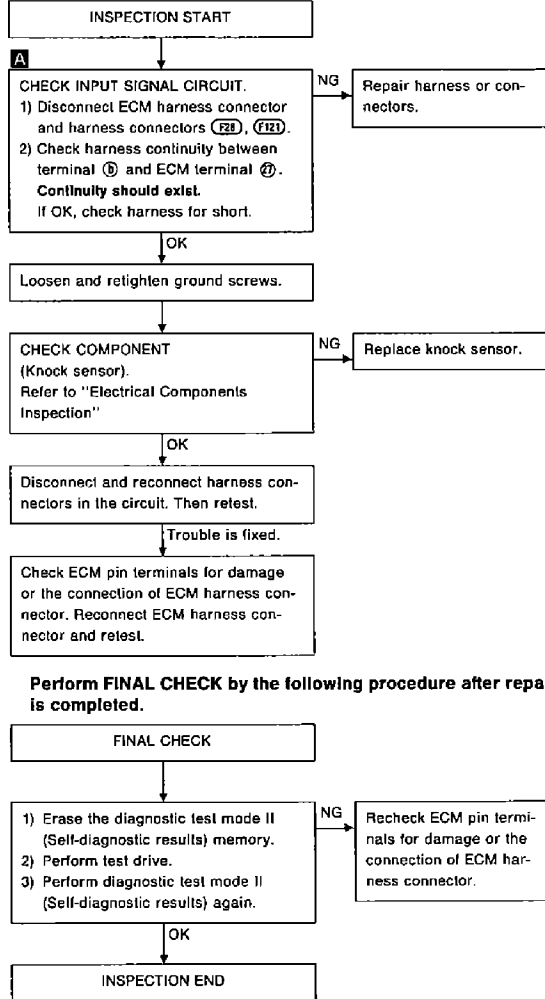 INSPECTION START
A
CHECK INPUT SIGNAL CIRCUIT.
1) Disconnect ECM harness connector
and harness connectors (F28), (F121).
2) Check harness continuity between
terminal ⓑ and ECM terminal ㉗.
Continuity should exist.
If OK, check harness for short.
NG
Repair harness or con-
nectors.
OK
Loosen and retighten ground screws.
CHECK COMPONENT
(Knock sensor).
Refer to "Electrical Components
Inspection"
NG
Replace knock sensor.
OK
Disconnect and reconnect harness con-
nectors in the circuit. Then retest.
Trouble is fixed.
Check ECM pin terminals for damage
or the connection of ECM harness con-
nector. Reconnect ECM harness con-
nector and retest.
Perform FINAL CHECK by the following procedure after repa
is completed.
FINAL CHECK
1) Erase the diagnostic test mode II
(Self-diagnostic results) memory.
2) Perform test drive.
3) Perform diagnostic test mode II
(Self-diagnostic results) again.
NG
Recheck ECM pin termi-
nals for damage or the
connection of ECM har-
ness connector.
OK
INSPECTION END